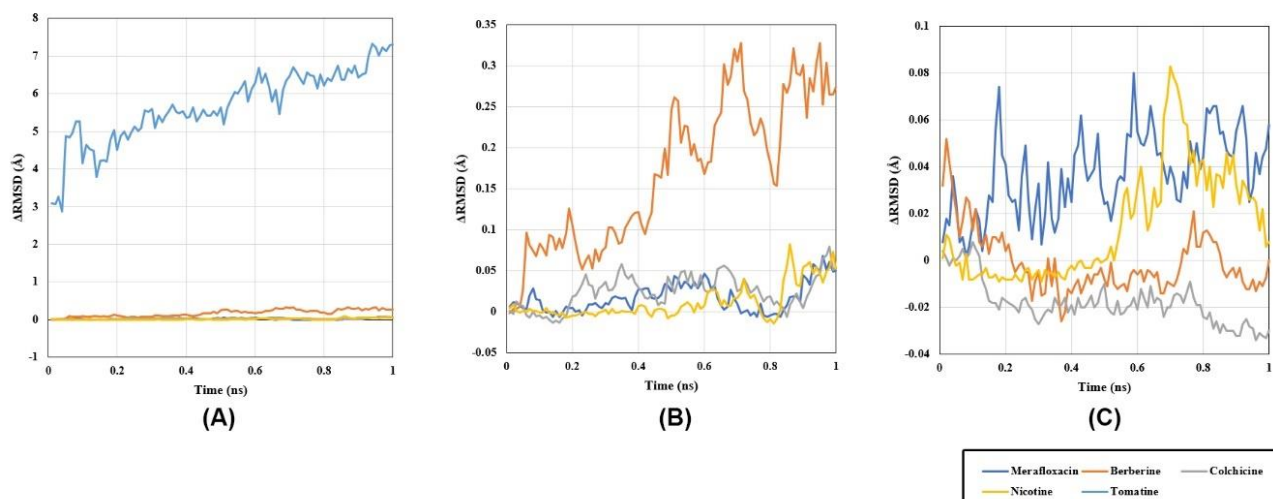 8
7
6
5
4
3
2
1
0
-1
ΔRMSD (Å)
0 0.2 0.4 0.6 0.8 1
Time (ns)
(A)
0.35
0.3
0.25
0.2
0.15
0.1
0.05
0
-0.05
ΔRMSD (Å)
0 0.2 0.4 0.6 0.8 1
Time (ns)
(B)
0.1
0.08
0.06
0.04
0.02
0
-0.02
-0.04
ΔRMSD (Å)
0 0.2 0.4 0.6 0.8 1
Time (ns)
(C)
Merafloxacin Berberine Colchicine
Nicotine Tomatine